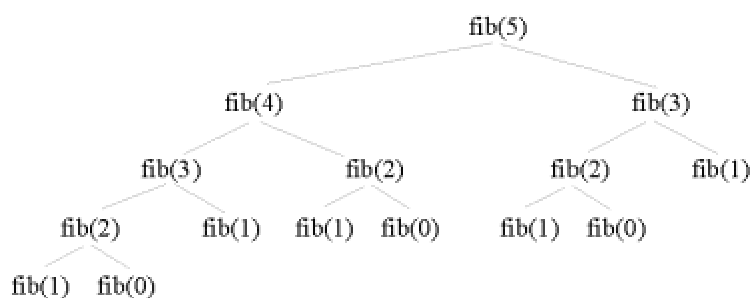 fib(5)
fib(4) fib(3)
fib(3) fib(2) fib(2) fib(1)
fib(2) fib(1) fib(1) fib(0) fib(1) fib(0)
fib(1) fib(0)